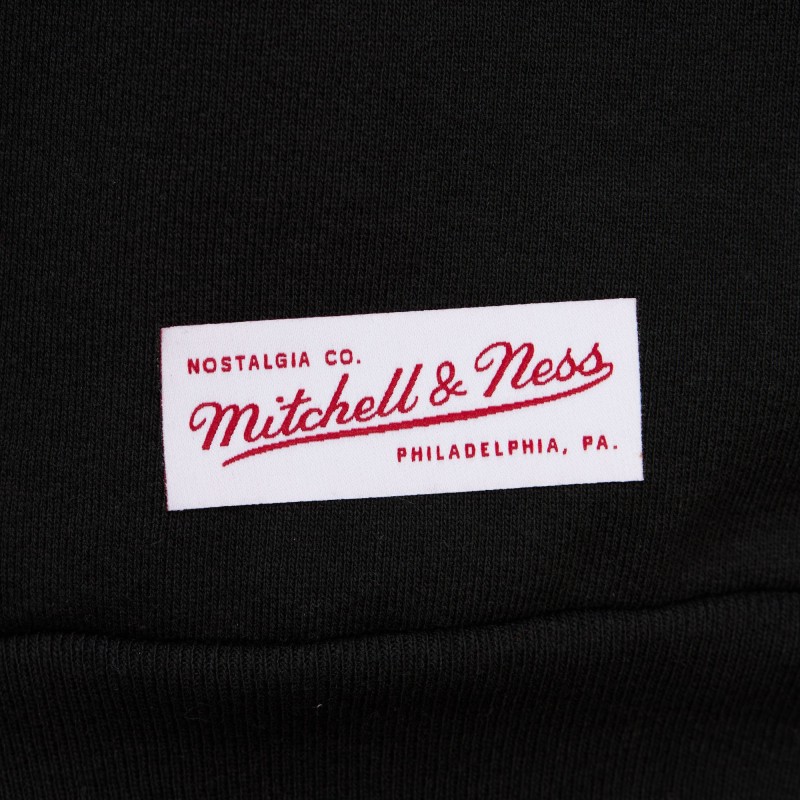 NOSTALGIA CO.
Mitchell & Ness
PHILADELPHIA, PA.